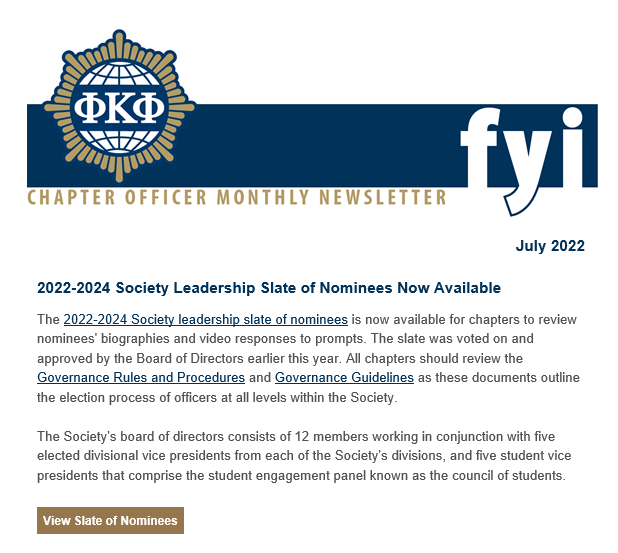 ΦΚΦ
fyi
CHAPTER OFFICER MONTHLY NEWSLETTER
July 2022
2022-2024 Society Leadership Slate of Nominees Now Available
The 2022-2024 Society leadership slate of nominees is now available for chapters to review
nominees' biographies and video responses to prompts. The slate was voted on and
approved by the Board of Directors earlier this year. All chapters should review the
Governance Rules and Procedures and Governance Guidelines as these documents outline
the election process of officers at all levels within the Society.
The Society's board of directors consists of 12 members working in conjunction with five
elected divisional vice presidents from each of the Society's divisions, and five student vice
presidents that comprise the student engagement panel known as the council of students.
View Slate of Nominees